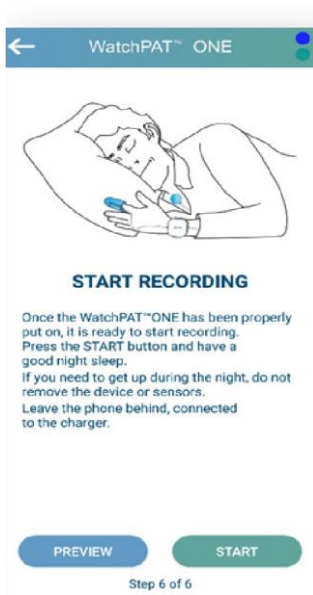 WatchPAT™ ONE
START RECORDING
Once the WatchPAT™ONE has been properly
put on, it is ready to start recording.
Press the START button and have a
good night sleep.
If you need to get up during the night, do not
remove the device or sensors.
Leave the phone behind, connected
to the charger.
PREVIEW
START
Step 6 of 6